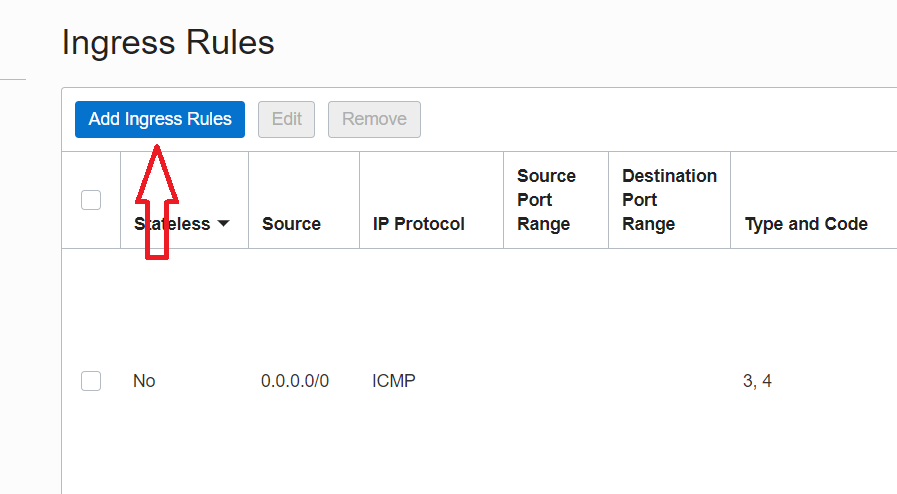 Ingress Rules
Add Ingress Rules Edit Remove
Stateless Source IP Protocol Source Port Range Destination Port Range Type and Code
No 0.0.0.0/0 ICMP 3, 4